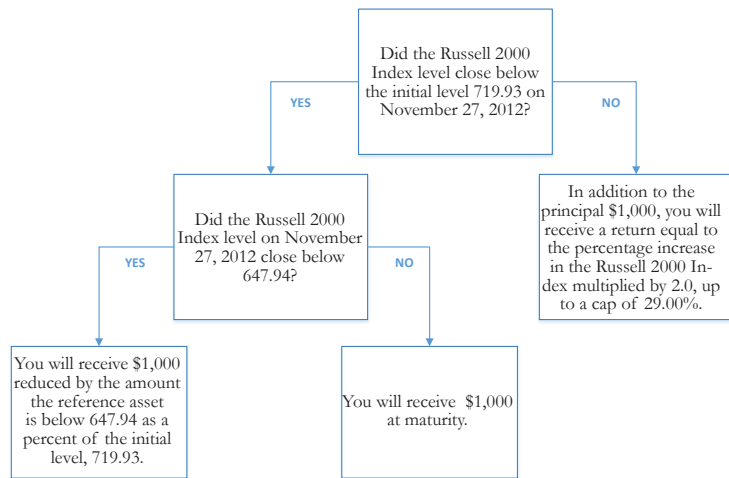 Did the Russell 2000
Index level close below
the initial level 719.93 on
November 27, 2012?
YES
NO
Did the Russell 2000
Index level on November
27, 2012 close below
647.94?
In addition to the
principal $1,000, you will
receive a return equal to
the percentage increase
in the Russell 2000 In-
dex multiplied by 2.0, up
to a cap of 29.00%.
YES
NO
You will receive $1,000
reduced by the amount
the reference asset
is below 647.94 as a
percent of the initial
level, 719.93.
You will receive $1,000
at maturity.